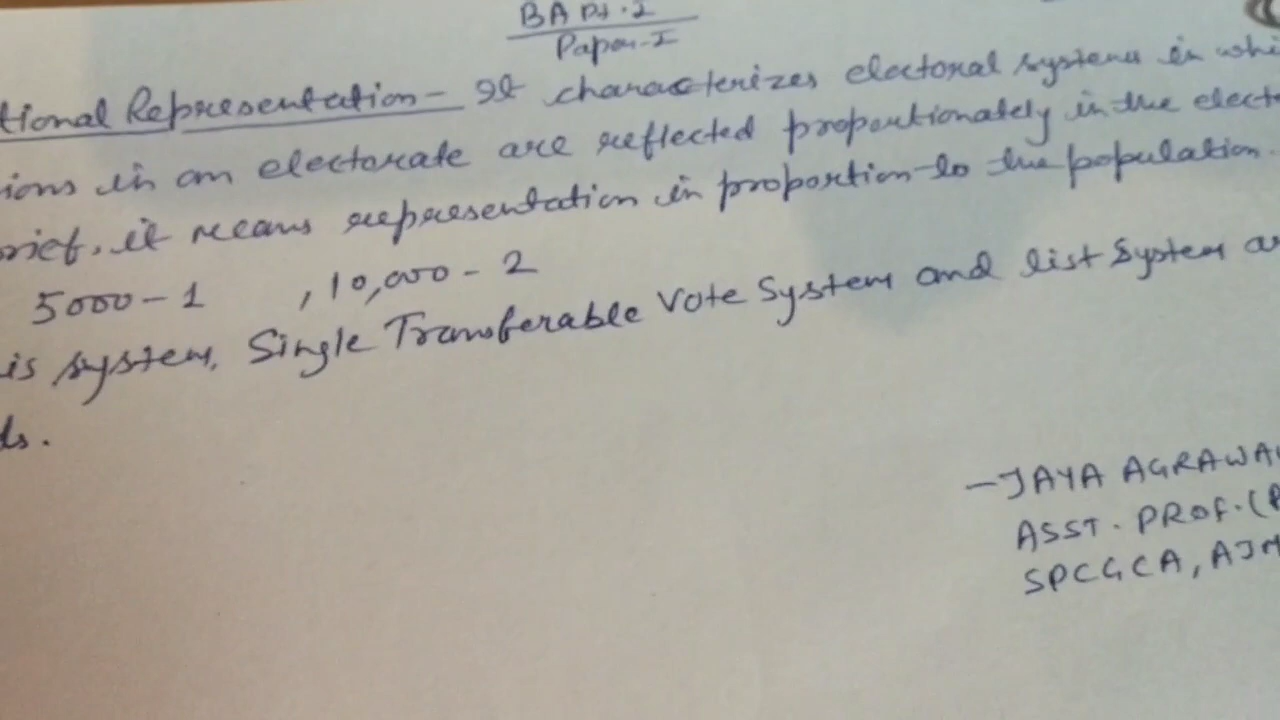 BA Pt.2
Paper-I
tional Representation- It characterizes electoral systems in whi
ions in an electorate are reflected proportionately in the electe
rief, it means representation in proportion to the population.
5000-1 , 10,000-2
is system, Single Transferable Vote System and list System ar
ds.
-JAYA AGRAWA
ASST. PROF. (P
SPCGCA, AJM